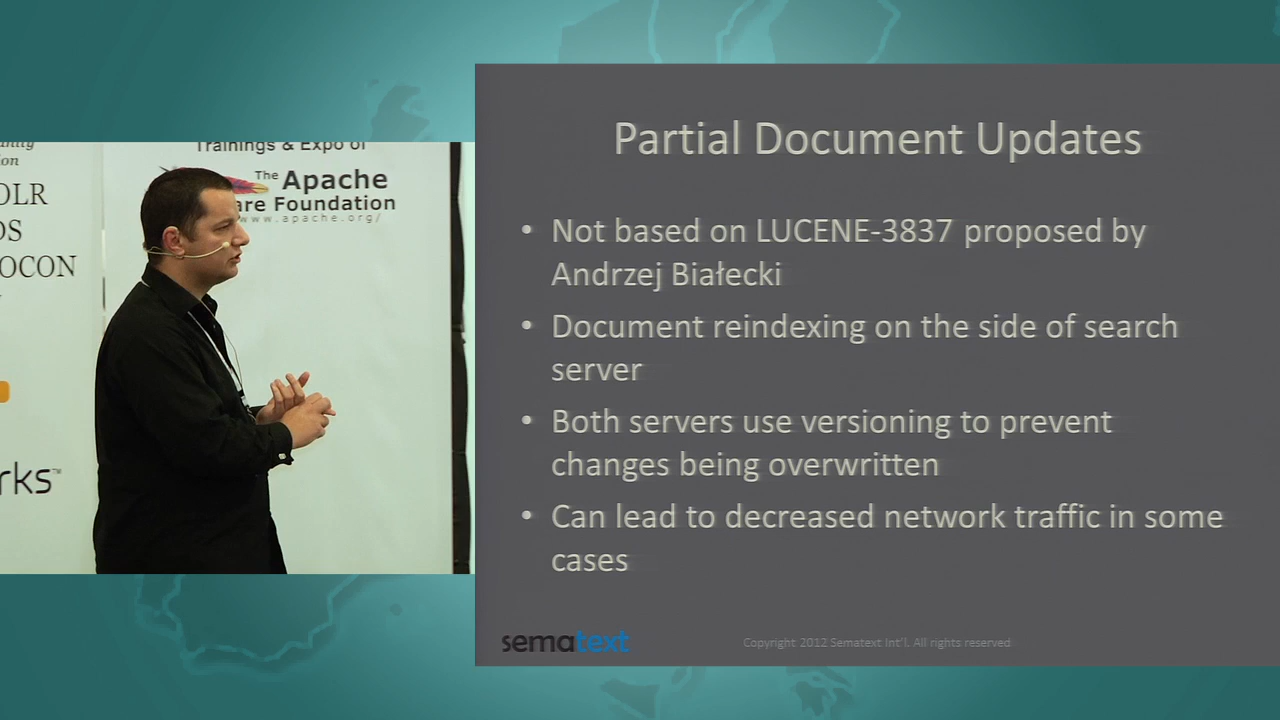 Trainings & Expo of
The Apache
are Foundation
www.apache.org/
OLR
OS
OCON
rks™
Partial Document Updates
• Not based on LUCENE-3837 proposed by
Andrzej Białecki
• Document reindexing on the side of search
server
• Both servers use versioning to prevent
changes being overwritten
• Can lead to decreased network traffic in some
cases
sematext
Copyright 2012 Sematext Int'l. All rights reserved